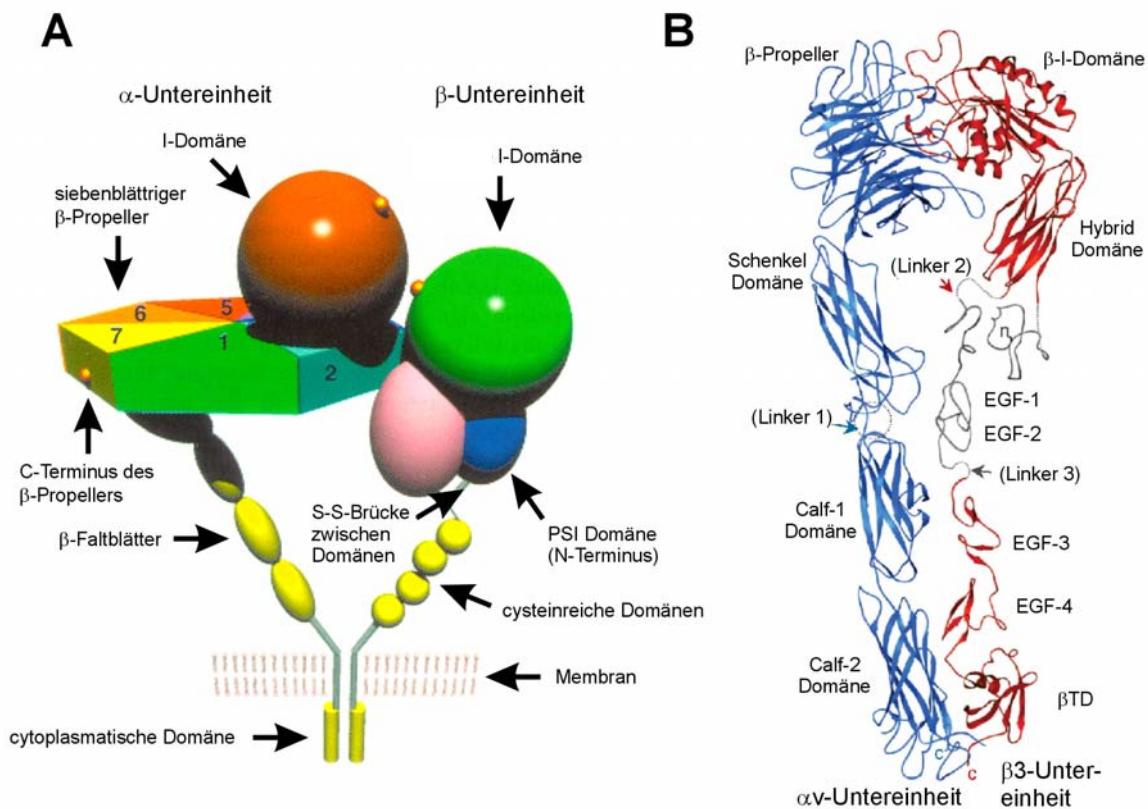 A
α-Untereinheit
β-Untereinheit
I-Domäne
I-Domäne
siebenblättriger
β-Propeller
6
5
7
1
2
C-Terminus des
β-Propellers
S-S-Brücke
zwischen
Domänen
PSI Domäne
(N-Terminus)
β-Faltblätter
cysteinreiche Domänen
Membran
cytoplasmatische Domäne
B
β-Propeller
β-I-Domäne
Schenkel
Domäne
(Linker 2)
Hybrid
Domäne
n
EGF-1
(Linker 1)
EGF-2
(Linker 3)
Calf-1
Domäne
EGF-3
EGF-4
Calf-2
Domäne
βTD
C
C
αv-Untereinheit
β3-Unter-
einheit